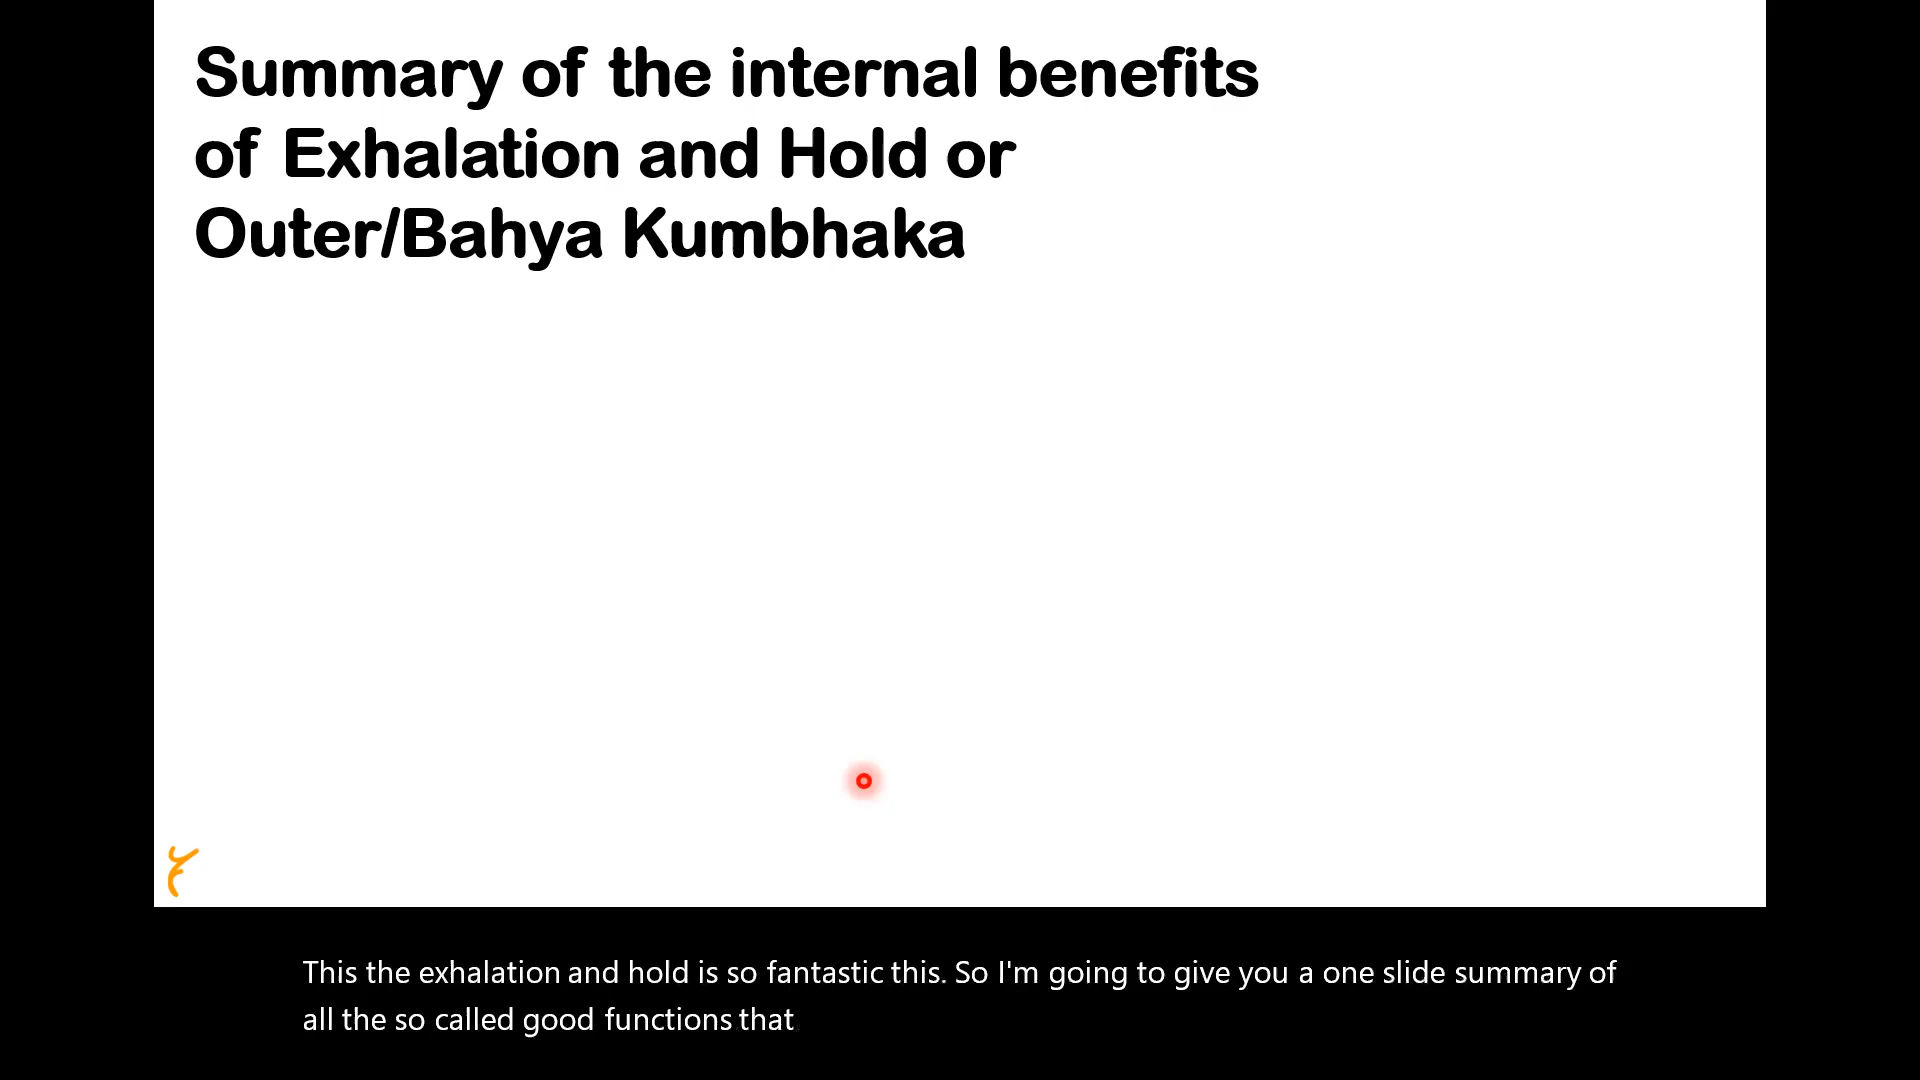 Summary of the internal benefits
of Exhalation and Hold or
Outer/Bahya Kumbhaka
This the exhalation and hold is so fantastic this. So I'm going to give you a one slide summary of
all the so called good functions that